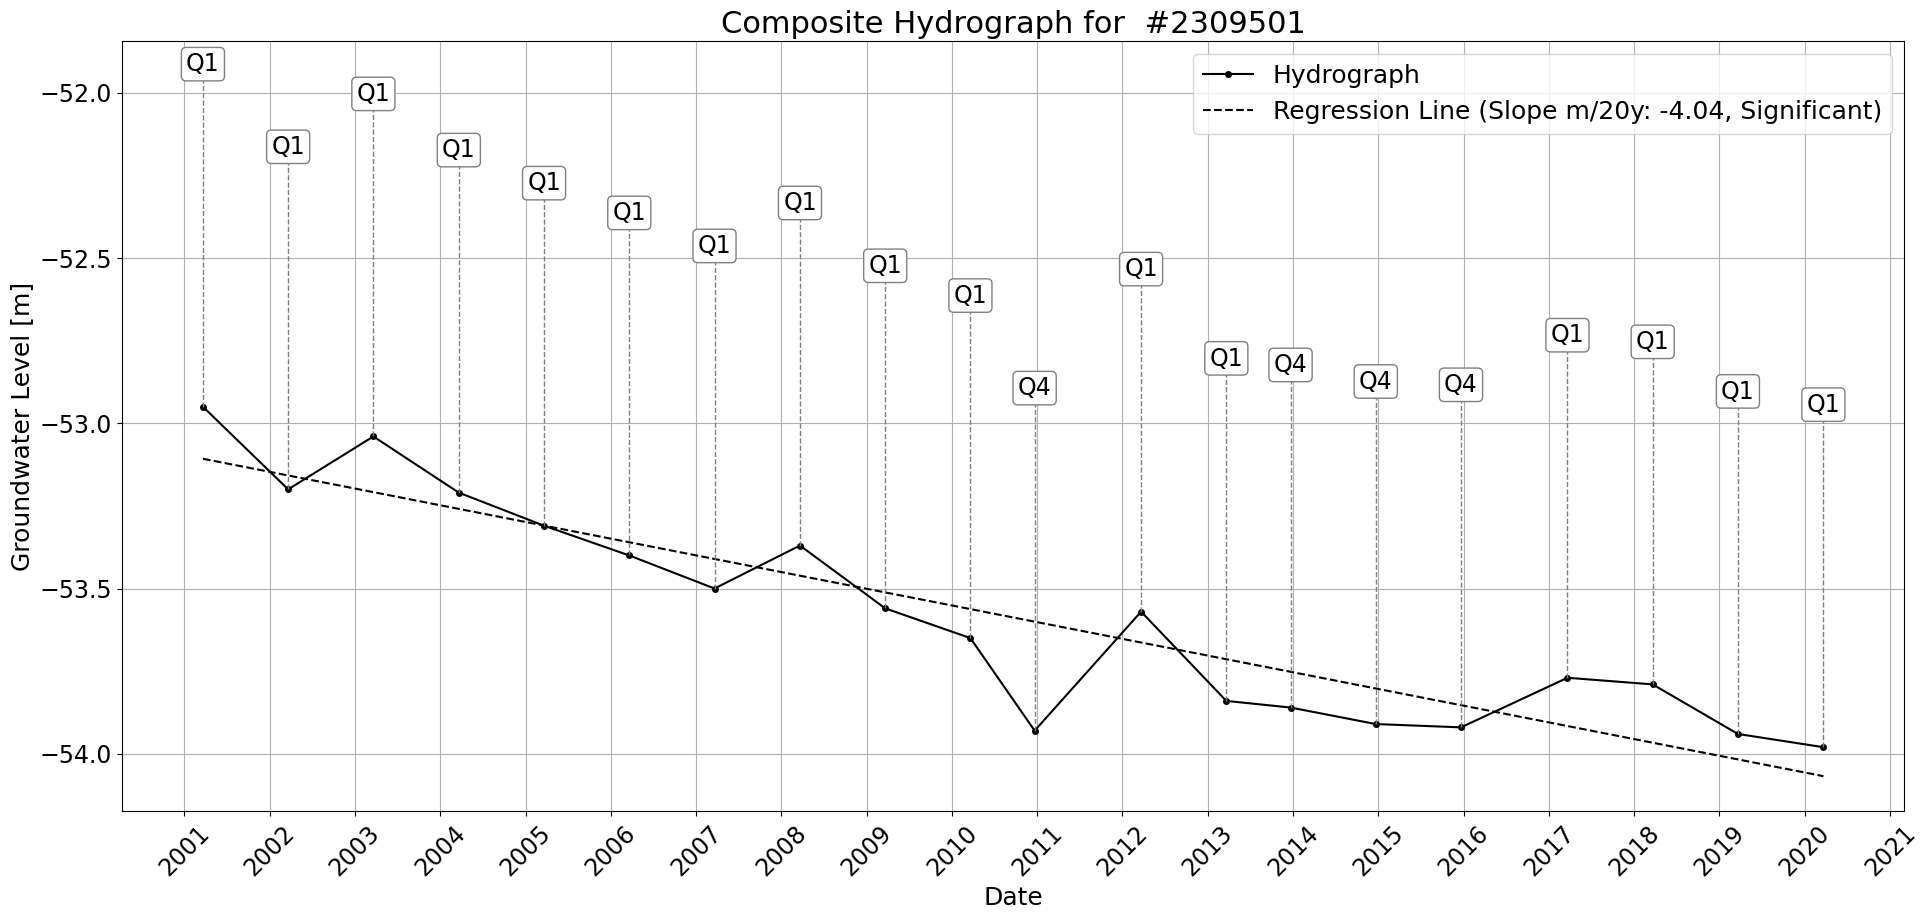 Composite Hydrograph for  #2309501
Hydrograph
Regression Line (Slope m/20y: -4.04, Significant)
Groundwater Level [m]
−52.0
−52.5
−53.0
−53.5
−54.0
Q1
Q1
Q1
Q1
Q1
Q1
Q1
Q1
Q1
Q1
Q4
Q1
Q1
Q4
Q4
Q4
Q1
Q1
Q1
Q1
2001
2002
2003
2004
2005
2006
2007
2008
2009
2010
2011
2012
2013
2014
2015
2016
2017
2018
2019
2020
2021
Date